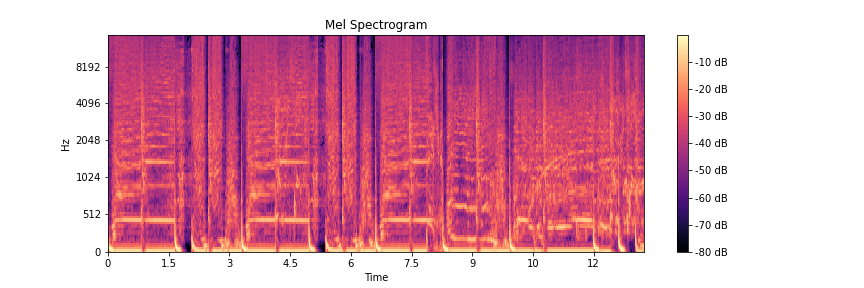 Mel Spectrogram
Hz
8192
4096
2048
1024
512
0
0
1.5
3
4.5
6
7.5
9
10
12
Time
-10 dB
-20 dB
-30 dB
-40 dB
-50 dB
-60 dB
-70 dB
-80 dB